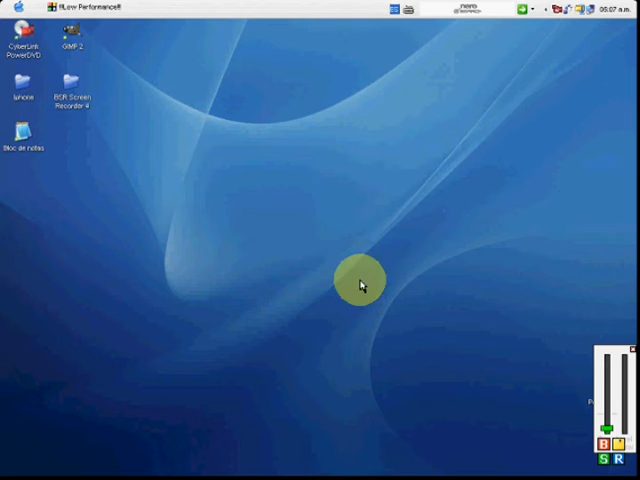 !!Low Performance!!
nero
05:07 a.m.
CyberLink
PowerDVD
GIMP 2
Iphone
BSR Screen
Recorder 4
Bloc de notas
B
S R